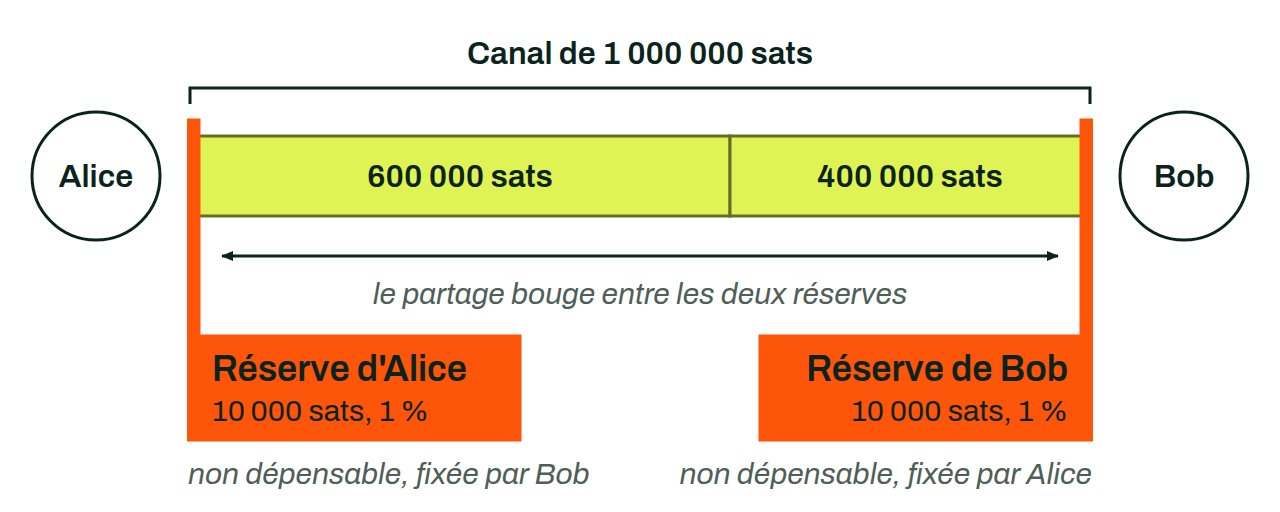 Canal de 1 000 000 sats
Alice
600 000 sats
400 000 sats
Bob
le partage bouge entre les deux réserves
Réserve d'Alice
10 000 sats, 1 %
Réserve de Bob
10 000 sats, 1 %
non dépensable, fixée par Bob
non dépensable, fixée par Alice